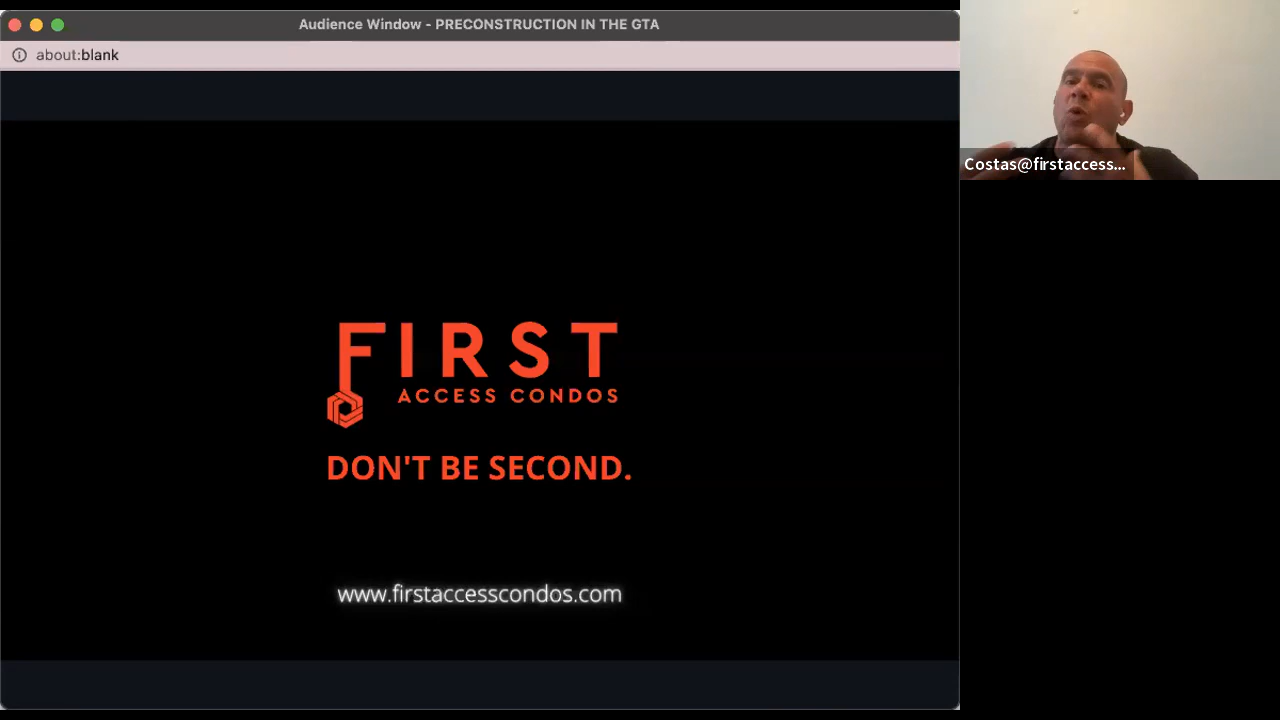 Audience Window - PRECONSTRUCTION IN THE GTA
about:blank
Costas@firstaccess...
FIRST
ACCESS CONDOS
DON'T BE SECOND.
www.firstaccesscondos.com